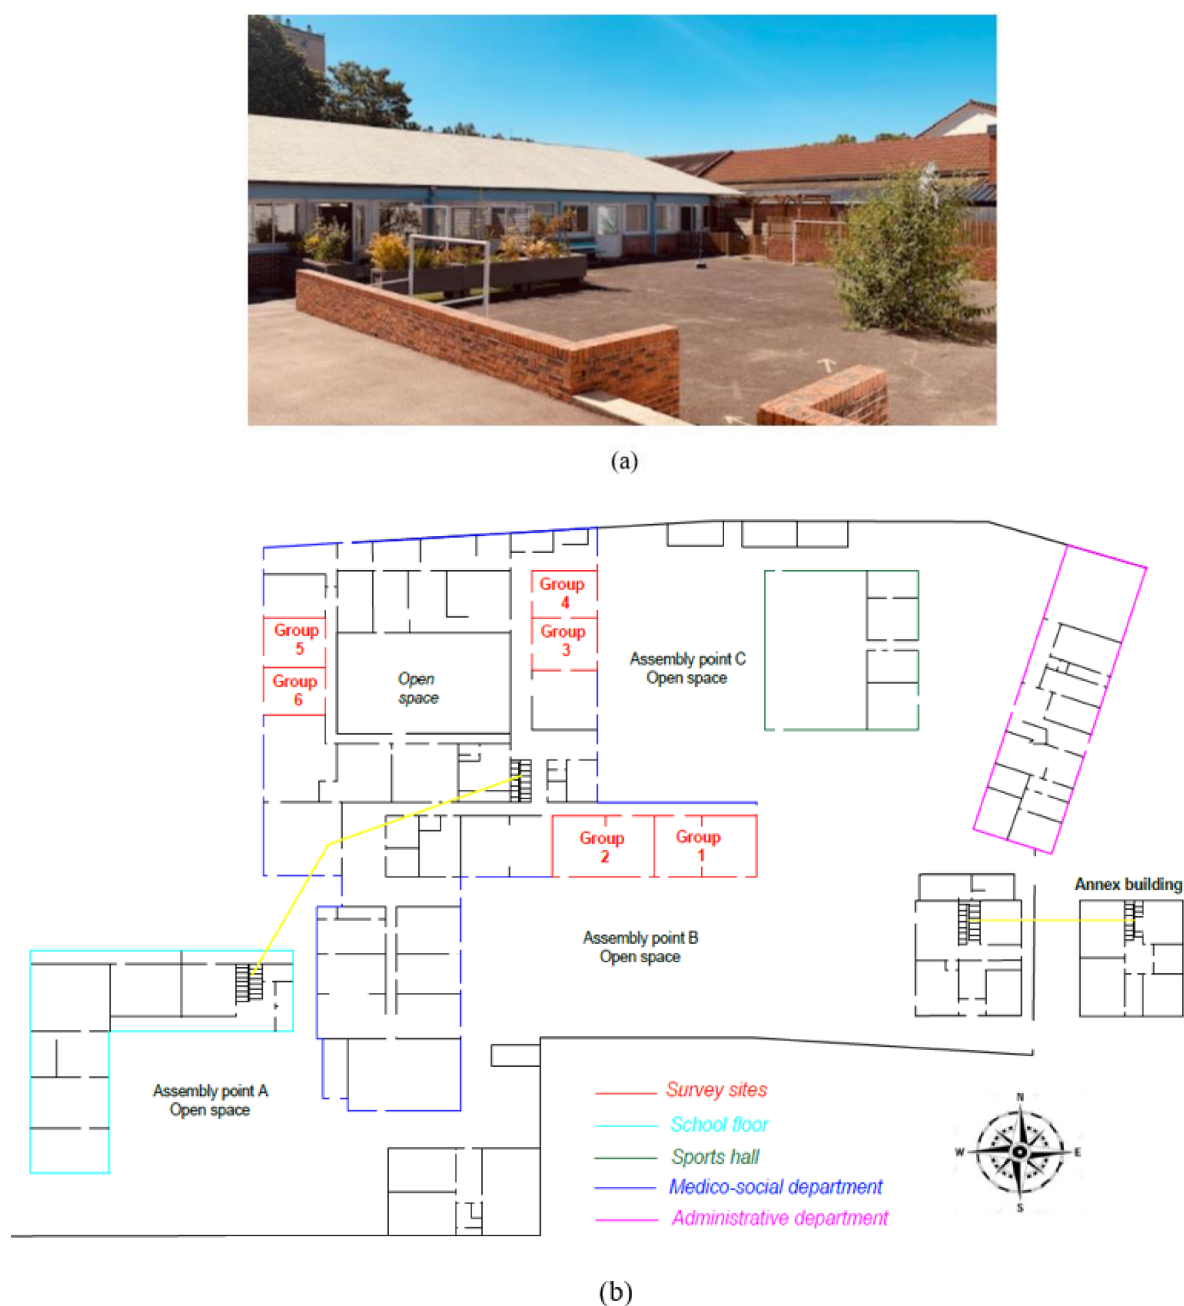 (a)
Group
4
Group
3
Group
5
Group
6
Open
space
Assembly point C
Open space
Group
2
Group
1
Annex building
Assembly point B
Open space
Assembly point A
Open space
Survey sites
School floor
Sports hall
Medico-social department
Administrative department
N
W
E
S
(b)